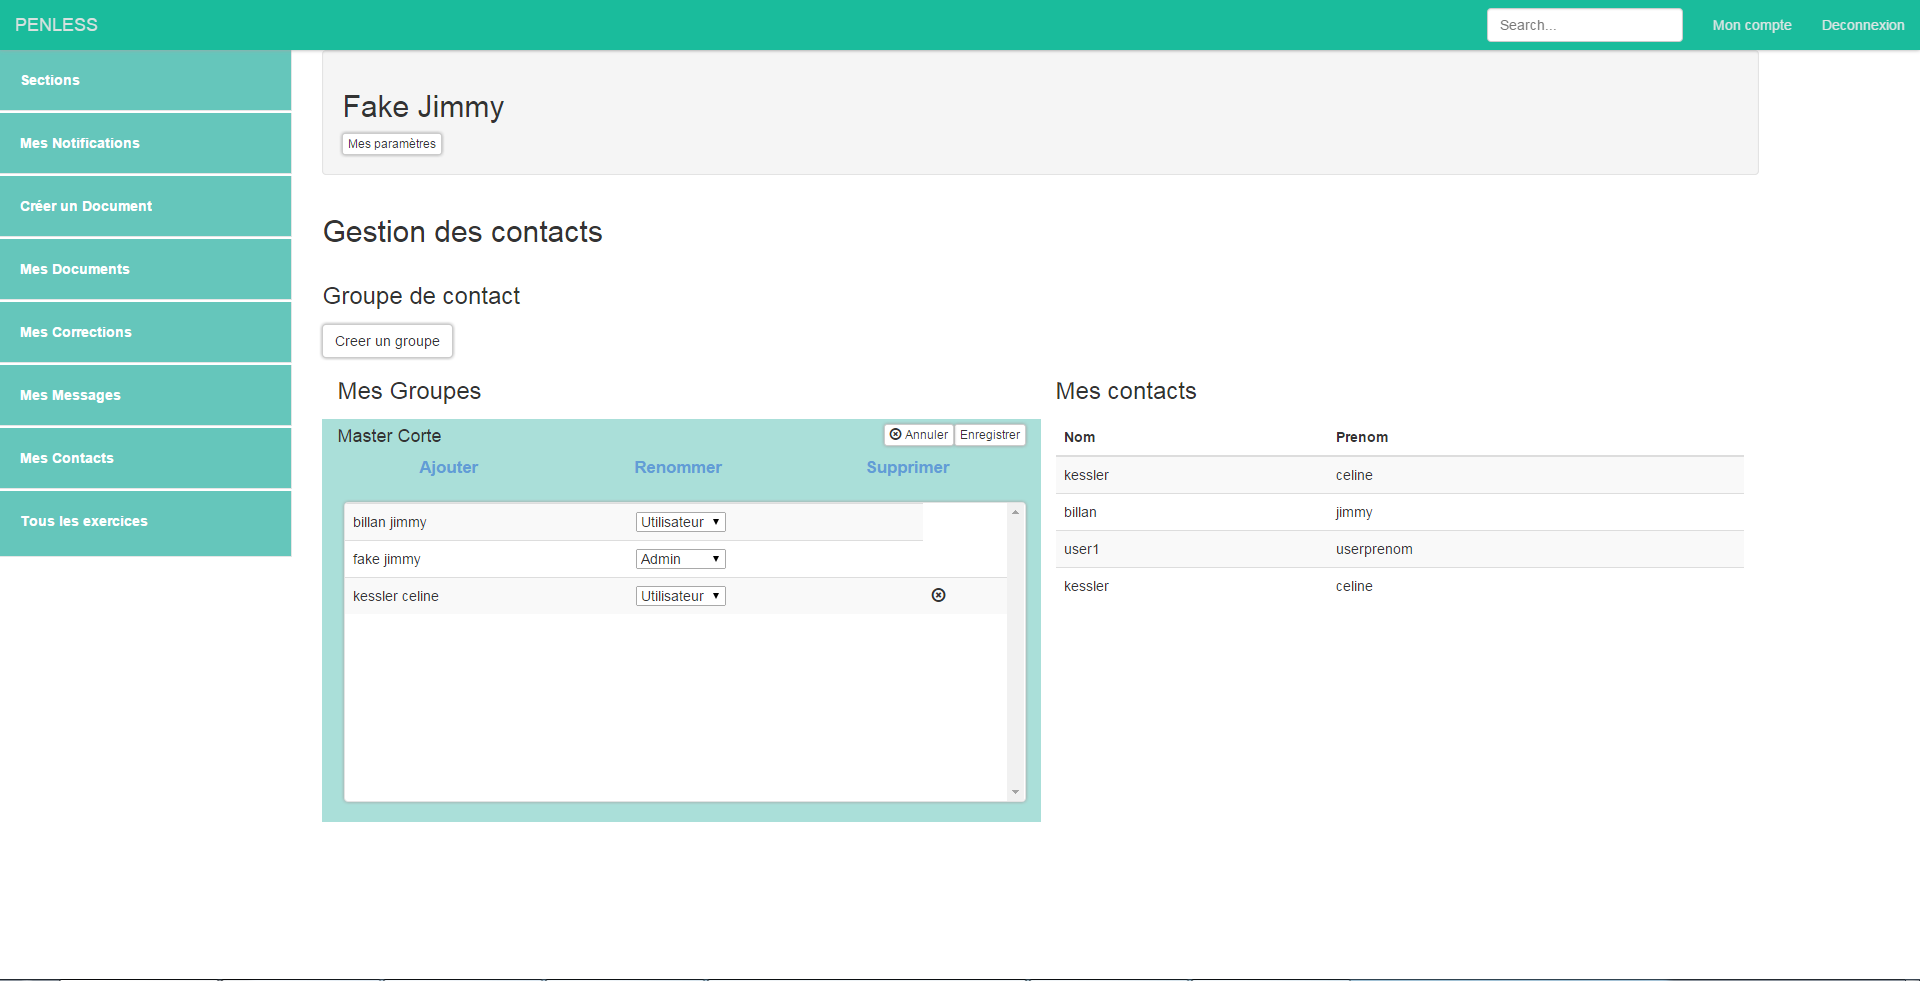 PENLESS
Search...
Mon compte
Deconnexion
Sections
Mes Notifications
Créer un Document
Mes Documents
Mes Corrections
Mes Messages
Mes Contacts
Tous les exercices
Fake Jimmy
Mes paramètres
Gestion des contacts
Groupe de contact
Creer un groupe
Mes Groupes
Master Corte
Annuler
Enregistrer
Ajouter Renommer Supprimer
billan jimmy Utilisateur
fake jimmy Admin
kessler celine Utilisateur
Mes contacts
Nom Prenom
kessler celine
billan jimmy
user1 userprenom
kessler celine